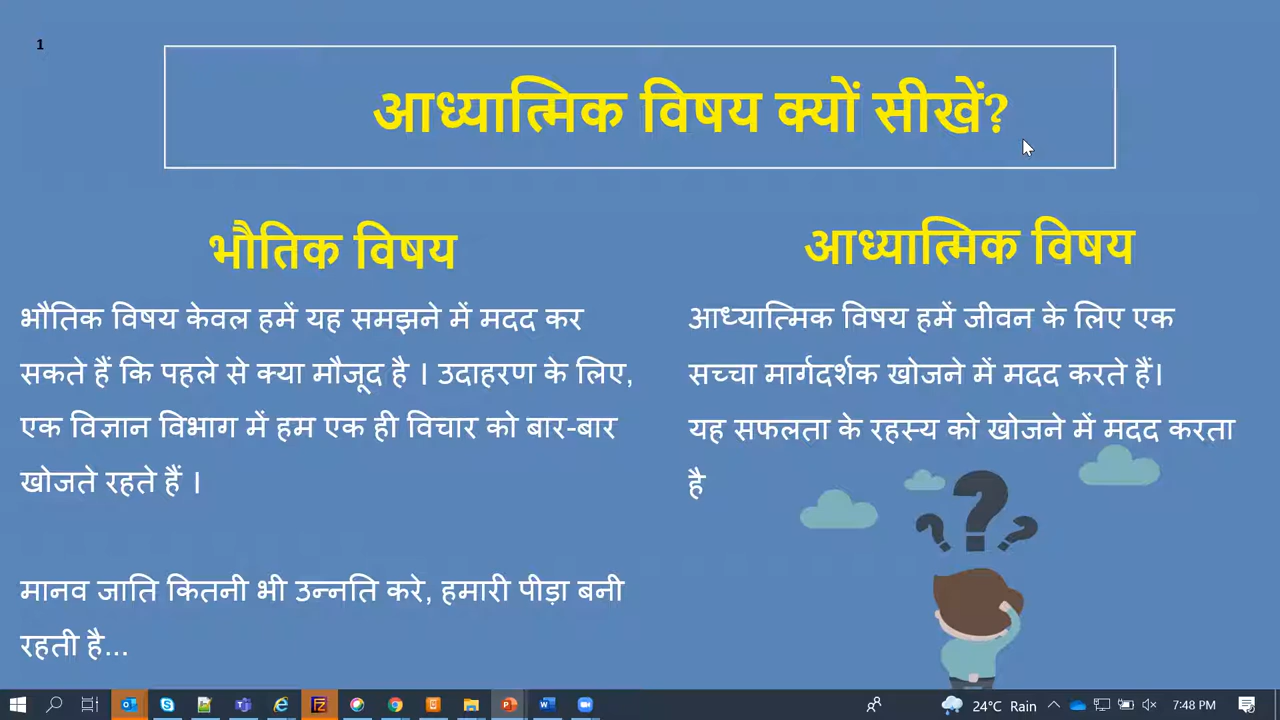 1
आध्यात्मिक विषय क्यों सीखें?
भौतिक विषय
भौतिक विषय केवल हमें यह समझने में मदद कर
सकते हैं कि पहले से क्या मौजूद है । उदाहरण के लिए,
एक विज्ञान विभाग में हम एक ही विचार को बार-बार
खोजते रहते हैं ।
मानव जाति कितनी भी उन्नति करे, हमारी पीड़ा बनी
रहती है...
आध्यात्मिक विषय
आध्यात्मिक विषय हमें जीवन के लिए एक
सच्चा मार्गदर्शक खोजने में मदद करते हैं।
यह सफलता के रहस्य को खोजने में मदद करता
है
24°C Rain
7:48 PM